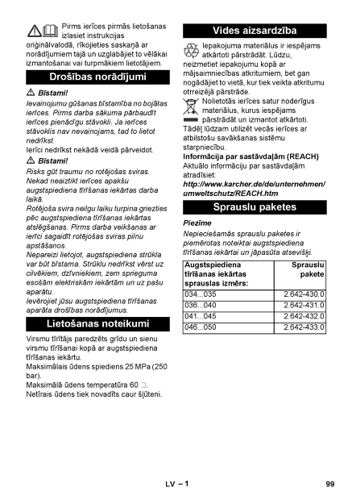 Pirms ierīces pirmās lietošanas
izlasiet instrukcijas
oriģinālvalodā, rīkojieties saskaņā ar
norādījumiem tajā un uzglabājiet to vēlākai
izmantošanai vai turpmākiem lietotājiem.
Drošības norādījumi
Bīstami!
Ievainojumu gūšanas bīstamība no bojātas
ierīces. Pirms darba sākuma pārbaudīt
ierīces pienācīgu stāvokli. Ja ierīces
stāvoklis nav nevainojams, tad to lietot
nedrīkst.
Ierīcī nedrīkst nekādā veidā pārveidot.
Bīstami!
Risks gūt traumu no rotējošas sviras.
Nekad neaiztikt ierīces apakšu
augstspiediena tīrīšanas iekārtas darba
laikā.
Rotējoša svira neilgu laiku turpina griezties
pēc augstspiediena tīrīšanas iekārtas
atslēgšanas. Pirms darba veikšanas ar
ierīci sagaidīt rotējošas sviras pilnu
apstāšanos.
Nepareizi lietojot, augstspiediena strūkla
var būt bīstama. Strūklu nedrīkst vērst uz
cilvēkiem, dzīvniekiem, zem sprieguma
esošām elektriskām iekārtām un uz pašu
aparātu.
Ievērojiet jūsu augstspiediena tīrīšanas
aparāta drošības norādījumus.
Lietošanas noteikumi
Virsmu tīrītājs paredzēts grīdu un sienu
virsmu tīrīšanai kopā ar augstspiediena
tīrīšanas iekārtu.
Maksimālais ūdens spiediens 25 MPa (250
bar).
Maksimālā ūdens temperatūra 60
Netīrais ūdens tiek novadīts caur šļūteni.
Vides aizsardzība
Iepakojuma materiālus ir iespējams
atkārtoti pārstrādāt. Lūdzu,
neizmetiet iepakojumu kopā ar
mājsaimniecības atkritumiem, bet gan
nogādājiet to vietā, kur tiek veikta atkritumu
otrreizējā pārstrāde.
Nolietotās ierīces satur noderīgus
materiālus, kurus iespējams
pārstrādāt un izmantot atkārtoti.
Tādēļ lūdzam utilizēt vecās ierīces ar
atbilstošu savākšanas sistēmu
starpniecību.
Informācija par sastāvdaļām (REACH)
Aktuālo informāciju par sastāvdaļām
atradīsiet:
http://www.karcher.de/de/unternehmen/
umweltschutz/REACH.htm
Sprauslu paketes
Piezīme
Nepieciešamās sprauslu paketes ir
piemērotas noteiktai augstspiediena
tīrīšanas iekārtai un jāpasūta atsevišķi.
Augstspiediena Sprauslu
tīrīšanas iekārtas pakete
sprauslas izmērs:
034...035 2.642-430.0
036...040 2.642-431.0
041...045 2.642-432.0
046...050 2.642-433.0
LV – 1 99